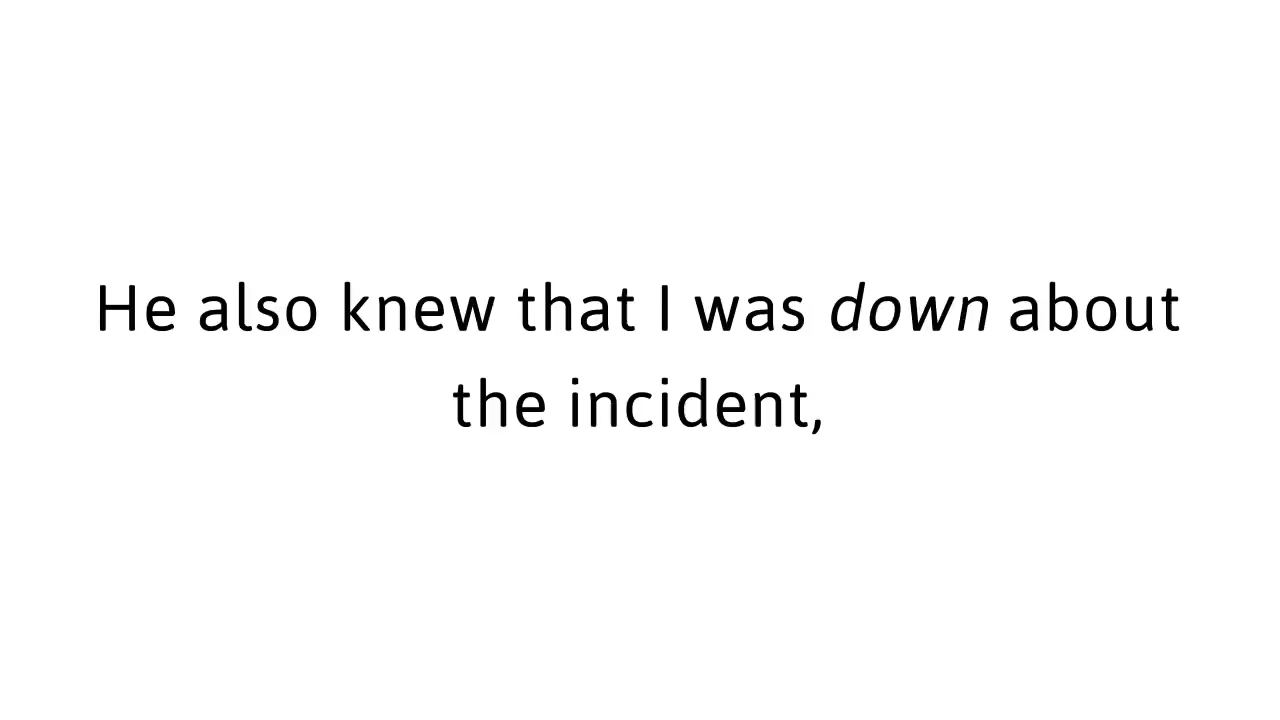 He also knew that I was down about
the incident,